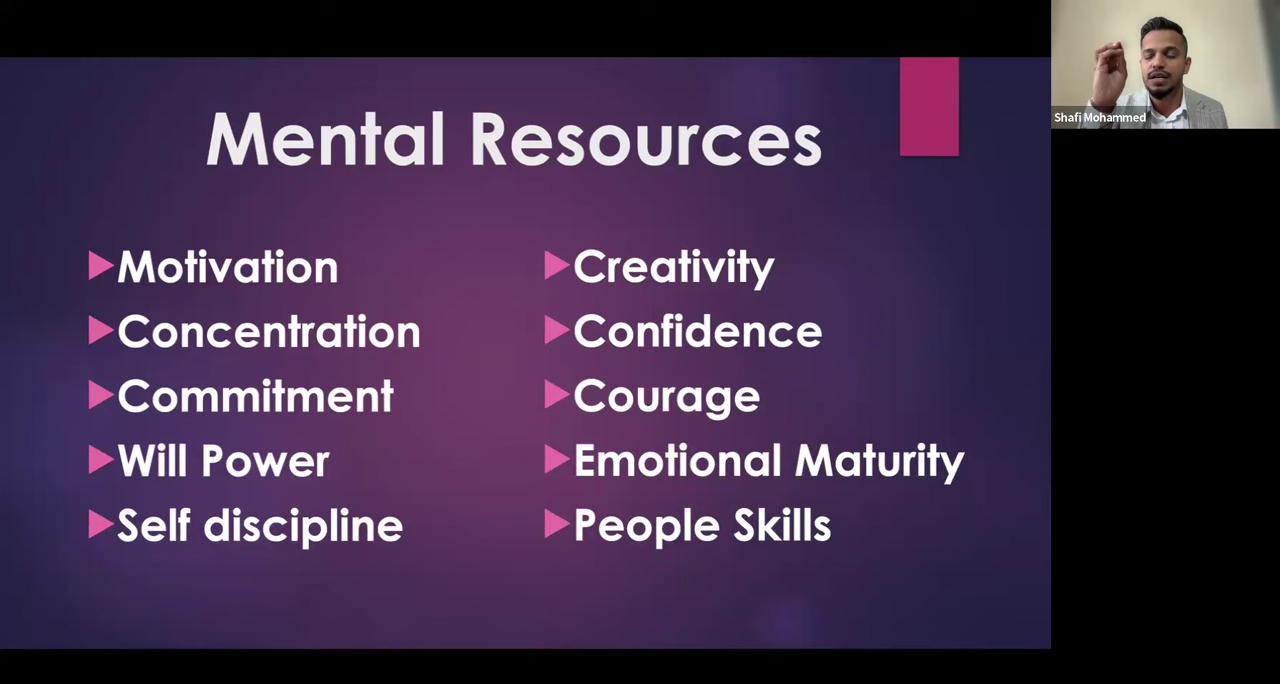 Mental Resources
Motivation
Concentration
Commitment
Will Power
Self discipline
Creativity
Confidence
Courage
Emotional Maturity
People Skills
Shafi Mohammed